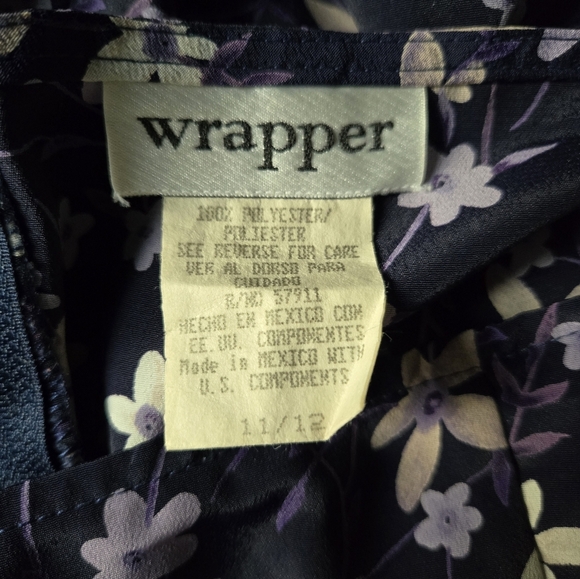 wrapper
100% POLYESTER/
POLIESTER
SEE REVERSE FOR CARE
VER AL DORSO PARA
CUIDADO
R/NO 57911
HECHO EN MEXICO CON
EE.UU. COMPONENTES
Made in MEXICO WITH
U.S. COMPONENTS
11/12